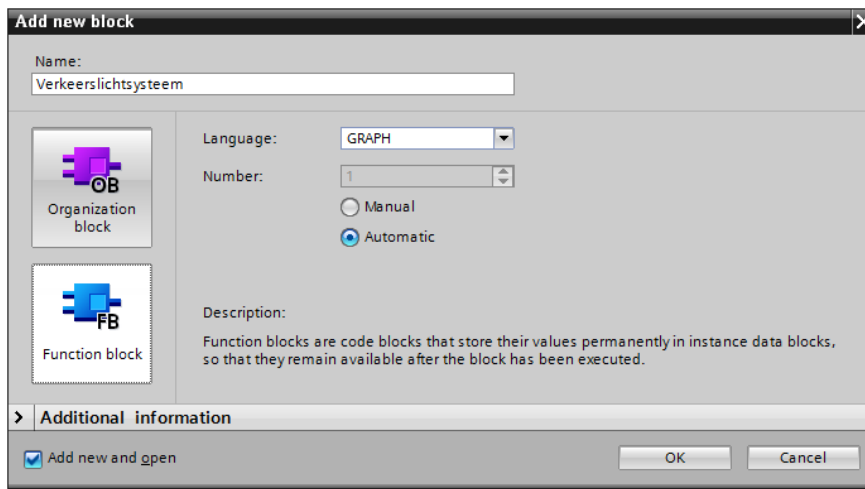 Add new block
Name:
Verkeerslichtsysteem
OB
Organization
block
FB
Function block
Language:
GRAPH
Number:
1
Manual
Automatic
Description:
Function blocks are code blocks that store their values permanently in instance data blocks,
so that they remain available after the block has been executed.
> Additional information
Add new and open
OK
Cancel